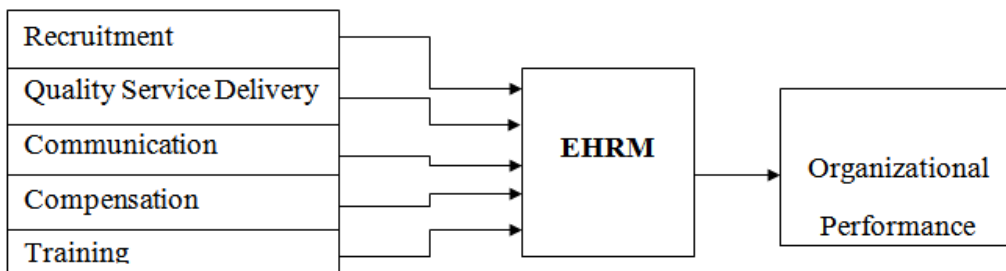 Recruitment
Quality Service Delivery
Communication
Compensation
Training
EHRM
Organizational
Performance